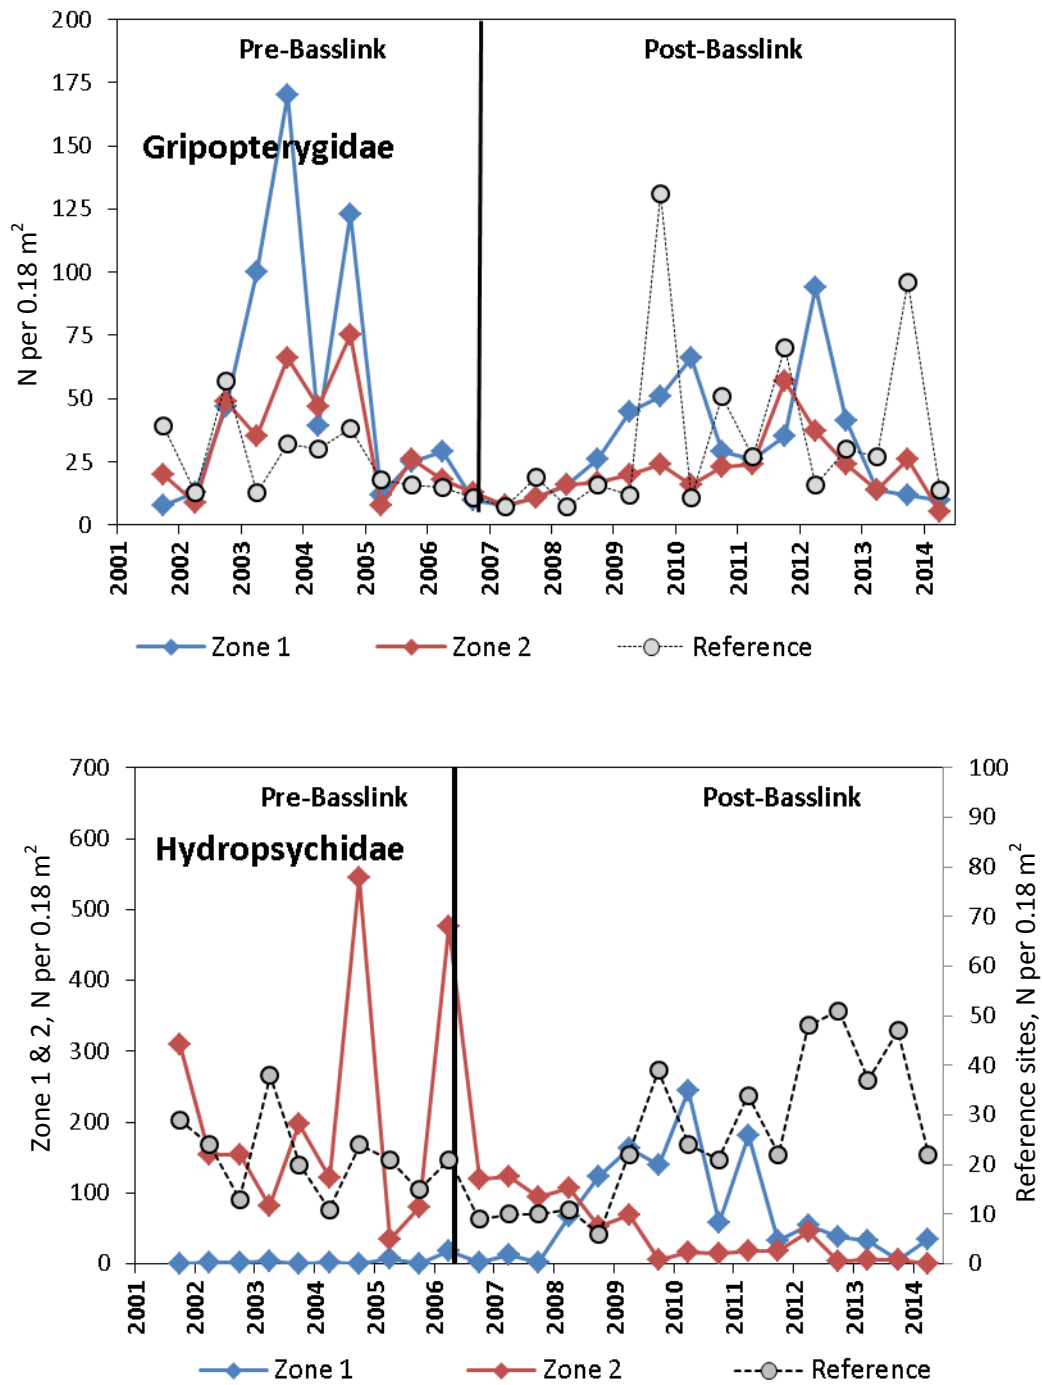 200
175
150
125
100
75
50
25
0
N per 0.18 m²
Pre-Basslink
Post-Basslink
Gripopterygidae
2001 2002 2003 2004 2005 2006 2007 2008 2009 2010 2011 2012 2013 2014
Zone 1 Zone 2 Reference
700
600
500
400
300
200
100
0
Zone 1 & 2, N per 0.18 m²
Pre-Basslink
Post-Basslink
Hydropsychidae
100
90
80
70
60
50
40
30
20
10
0
Reference sites, N per 0.18 m²
2001 2002 2003 2004 2005 2006 2007 2008 2009 2010 2011 2012 2013 2014
Zone 1 Zone 2 Reference